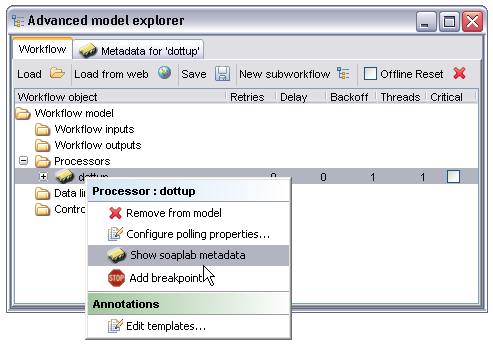 Advanced model explorer
Workflow Metadata for 'dottup'
Load Load from web Save New subworkflow Offline Reset
Workflow object Retries Delay Backoff Threads Critical
Workflow model
Workflow inputs
Workflow outputs
Processors
dottup 0 0 1 1
Data li
Contro
Processor : dottup
Remove from model
Configure polling properties...
Show soaplab metadata
STOP Add breakpoint
Annotations
Edit templates...